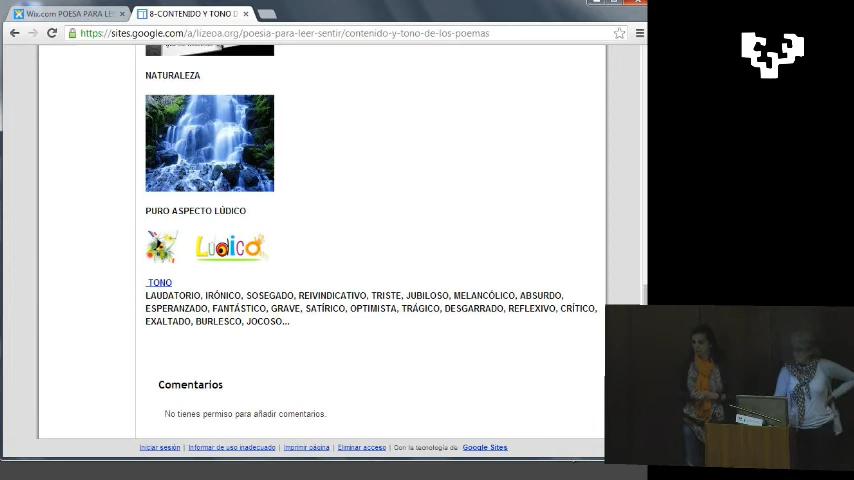 Wix.com POESA PARA LE
8-CONTENIDO Y TONO D
https://sites.google.com/a/lizeoa.org/poesia-para-leer-sentir/contenido-y-tono-de-los-poemas
NATURALEZA
PURO ASPECTO LÚDICO
Lúdico
TONO
LAUDATORIO, IRÓNICO, SOSEGADO, REIVINDICATIVO, TRISTE, JUBILOSO, MELANCÓLICO, ABSURDO,
ESPERANZADO, FANTÁSTICO, GRAVE, SATÍRICO, OPTIMISTA, TRÁGICO, DESGARRADO, REFLEXIVO, CRÍTICO,
EXALTADO, BURLESCO, JOCOSO...
Comentarios
No tienes permiso para añadir comentarios.
Iniciar sesión | Informar de uso inadecuado | Imprimir página | Eliminar acceso | Con la tecnología de Google Sites